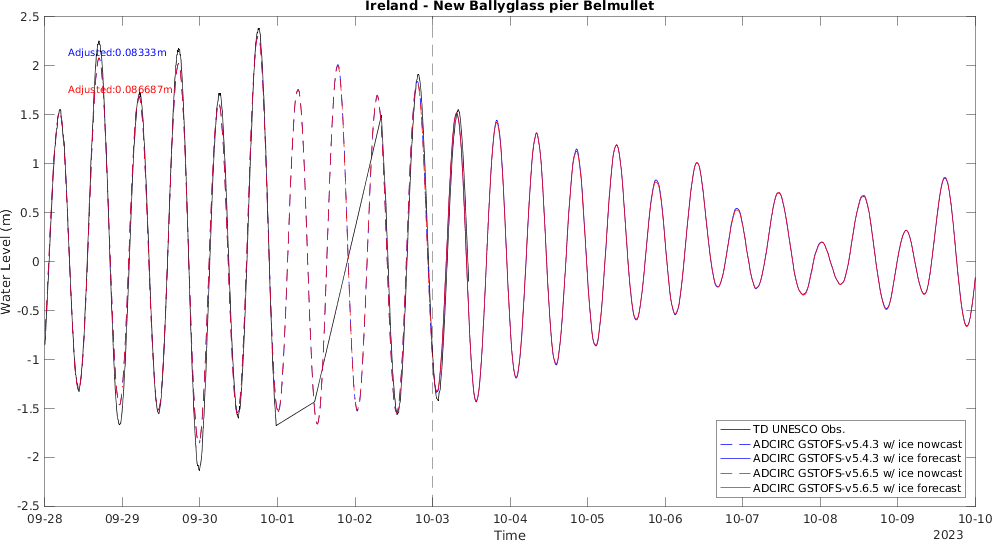 Ireland - New Ballyglass pier Belmullet
2.5
2
1.5
1
0.5
0
-0.5
-1
-1.5
-2
-2.5
Water Level (m)
Adjusted:0.08333m
Adjusted:0.086687m
TD UNESCO Obs.
ADCIRC GSTOFS-v5.4.3 w/ ice nowcast
ADCIRC GSTOFS-v5.4.3 w/ ice forecast
ADCIRC GSTOFS-v5.6.5 w/ ice nowcast
ADCIRC GSTOFS-v5.6.5 w/ ice forecast
09-28 09-29 09-30 10-01 10-02 10-03 10-04 10-05 10-06 10-07 10-08 10-09 10-10
Time
2023